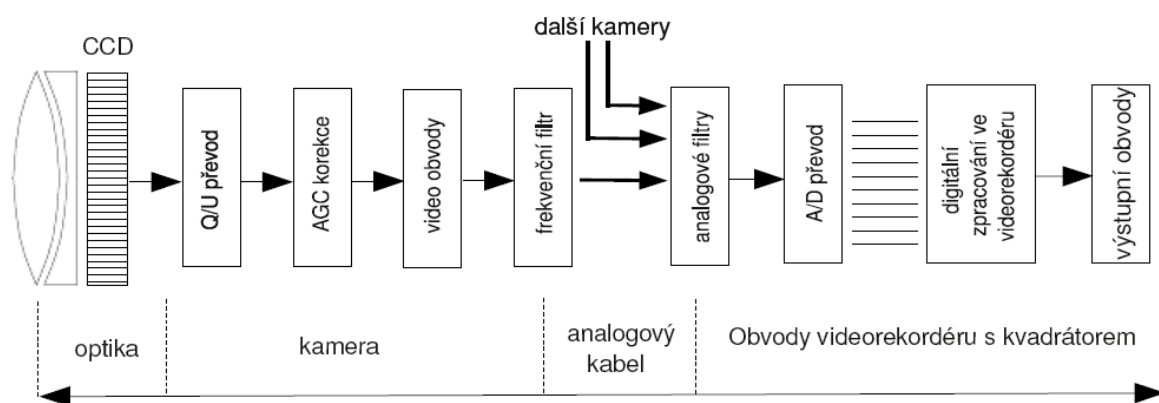 další kamery
CCD
Q/U převod
AGC korekce
video obvody
frekvenční filtr
analogové filtry
A/D převod
digitální
zpracování ve
videorekordéru
výstupní obvody
optika
kamera
analogový
kabel
Obvody videorekordéru s kvadrátorem